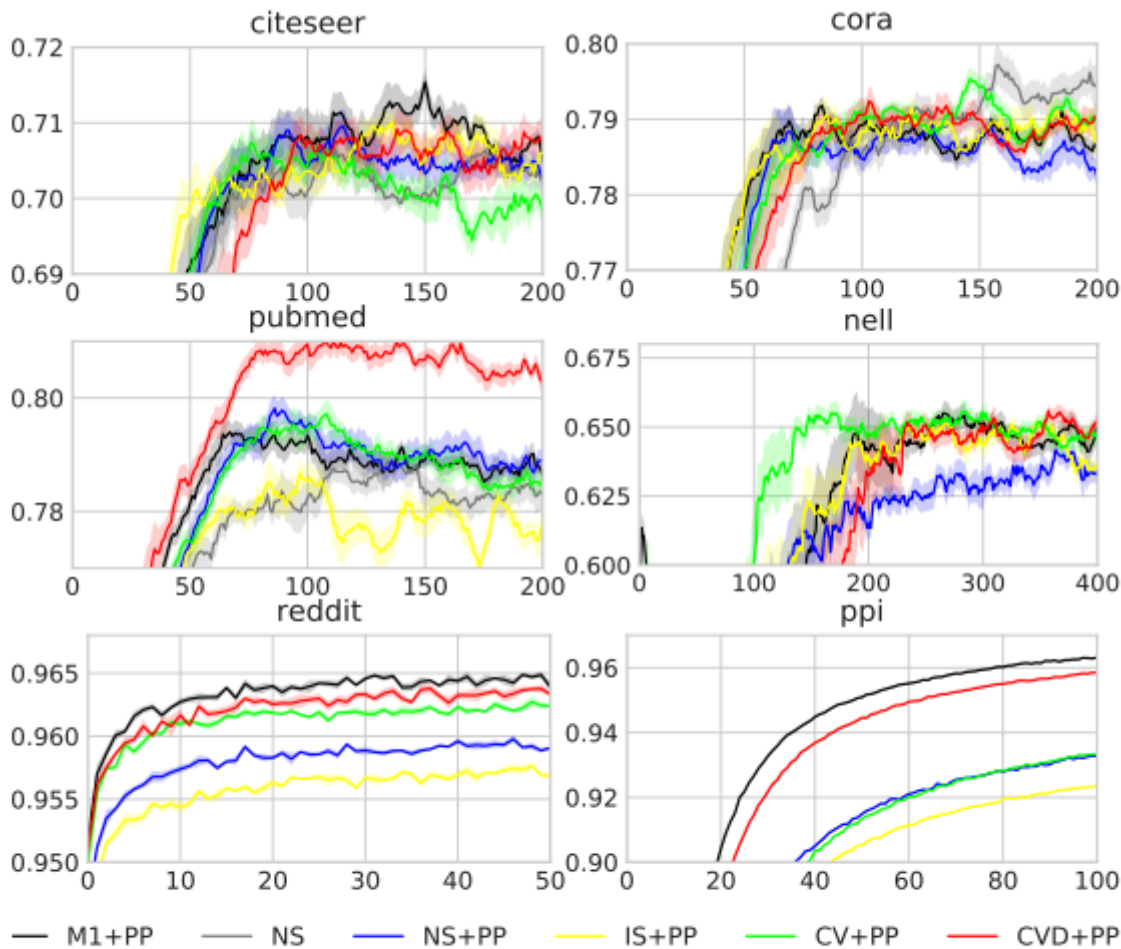 citeseer
cora
0.72
0.71
0.70
0.69
0 50 100 150 200
0.80
0.79
0.78
0.77
0 50 100 150 200
pubmed
nell
0.80
0.78
0 50 100 150 200
0.675
0.650
0.625
0.600
100 200 300 400
reddit
ppi
0.965
0.960
0.955
0.950
0 10 20 30 40 50
0.96
0.94
0.92
0.90
0 20 40 60 80 100
M1+PP NS NS+PP IS+PP CV+PP CVD+PP